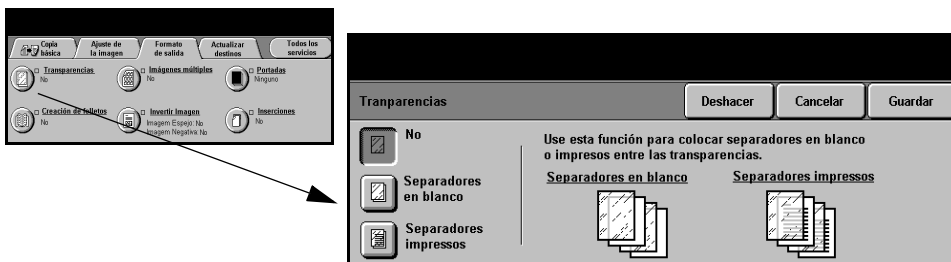 Copia básica
Ajuste de la imagen
Formato de salida
Actualizar destinos
Todos los servicios
Transparencias
No
Imágenes múltiples
No
Portadas
Ninguno
Creación de folletos
No
Invertir Imagen
Imagem Espejo: No
Imagem Negativa: No
Inserciones
No
Tranparencias
Deshacer
Cancelar
Guardar
No
Separadores
en blanco
Separadores
impressos
Use esta función para colocar separadores en blanco
o impresos entre las transparencias.
Separadores en blanco
Separadores impressos